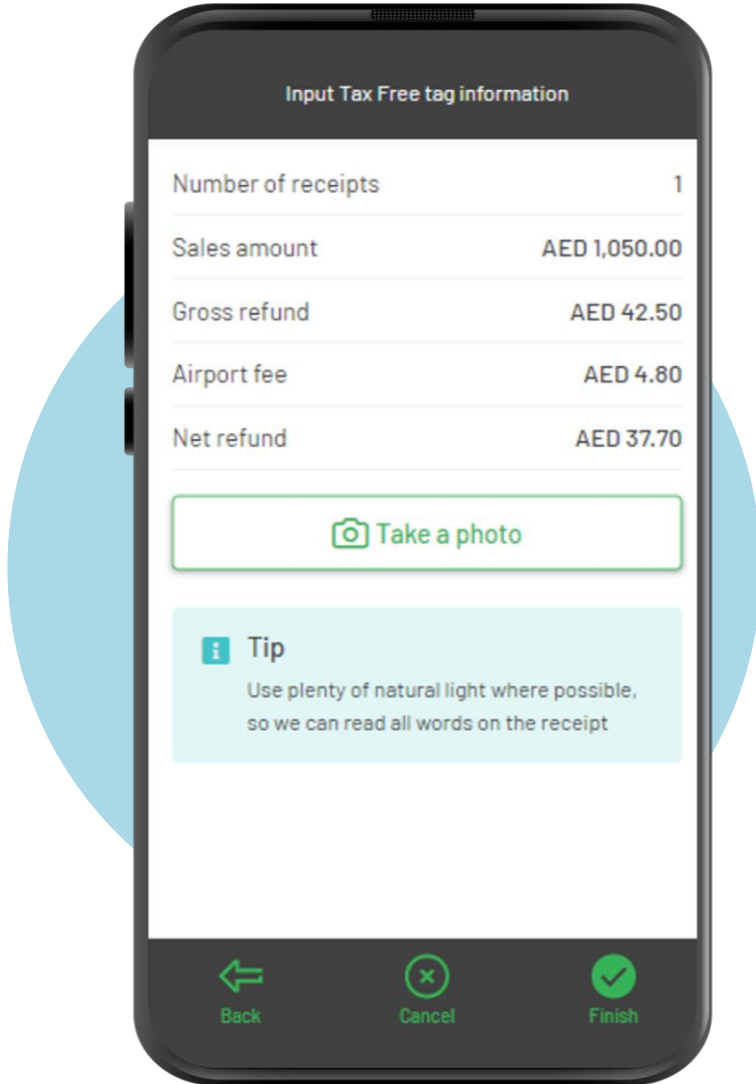 Input Tax Free tag information
Number of receipts 1
Sales amount AED 1,050.00
Gross refund AED 42.50
Airport fee AED 4.80
Net refund AED 37.70
Take a photo
Tip
Use plenty of natural light where possible,
so we can read all words on the receipt
Back Cancel Finish